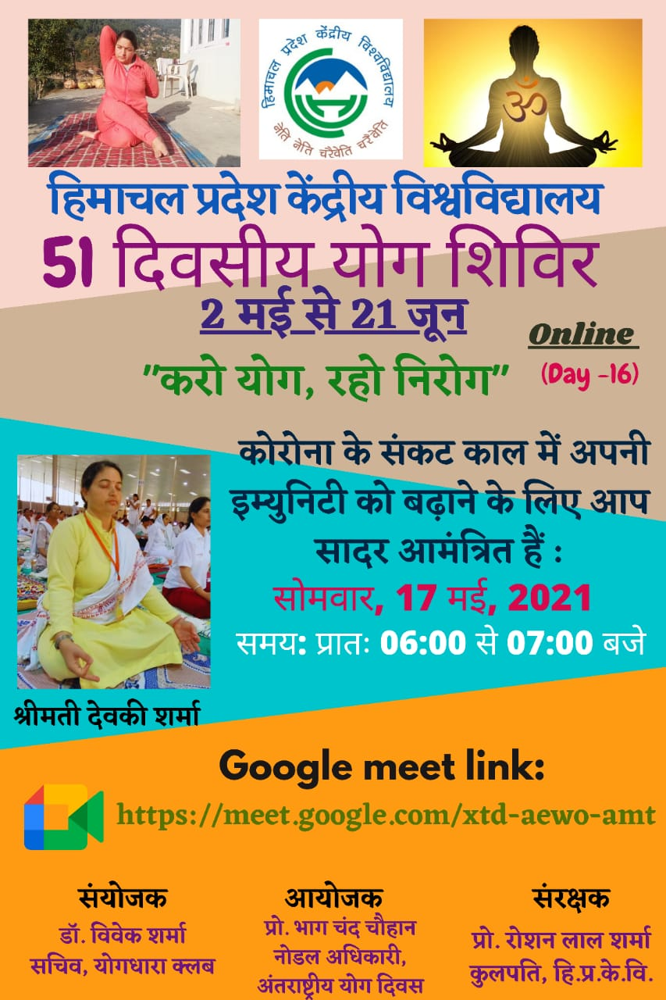 हिमाचल प्रदेश केंद्रीय विश्वविद्यालय
नेति नेति चरैवेति चरैवेति
ॐ
हिमाचल प्रदेश केंद्रीय विश्वविद्यालय
51 दिवसीय योग शिविर
2 मई से 21 जून
Online
"करो योग, रहो निरोग"
(Day -16)
कोरोना के संकट काल में अपनी
इम्युनिटी को बढ़ाने के लिए आप
सादर आमंत्रित हैं :
सोमवार, 17 मई, 2021
समय: प्रातः 06:00 से 07:00 बजे
श्रीमती देवकी शर्मा
Google meet link:
https://meet.google.com/xtd-aewo-amt
संयोजक
डॉ. विवेक शर्मा
सचिव, योगधारा क्लब
आयोजक
प्रो. भाग चंद चौहान
नोडल अधिकारी,
अंतराष्ट्रीय योग दिवस
संरक्षक
प्रो. रोशन लाल शर्मा
कुलपति, हि.प्र.के.वि.